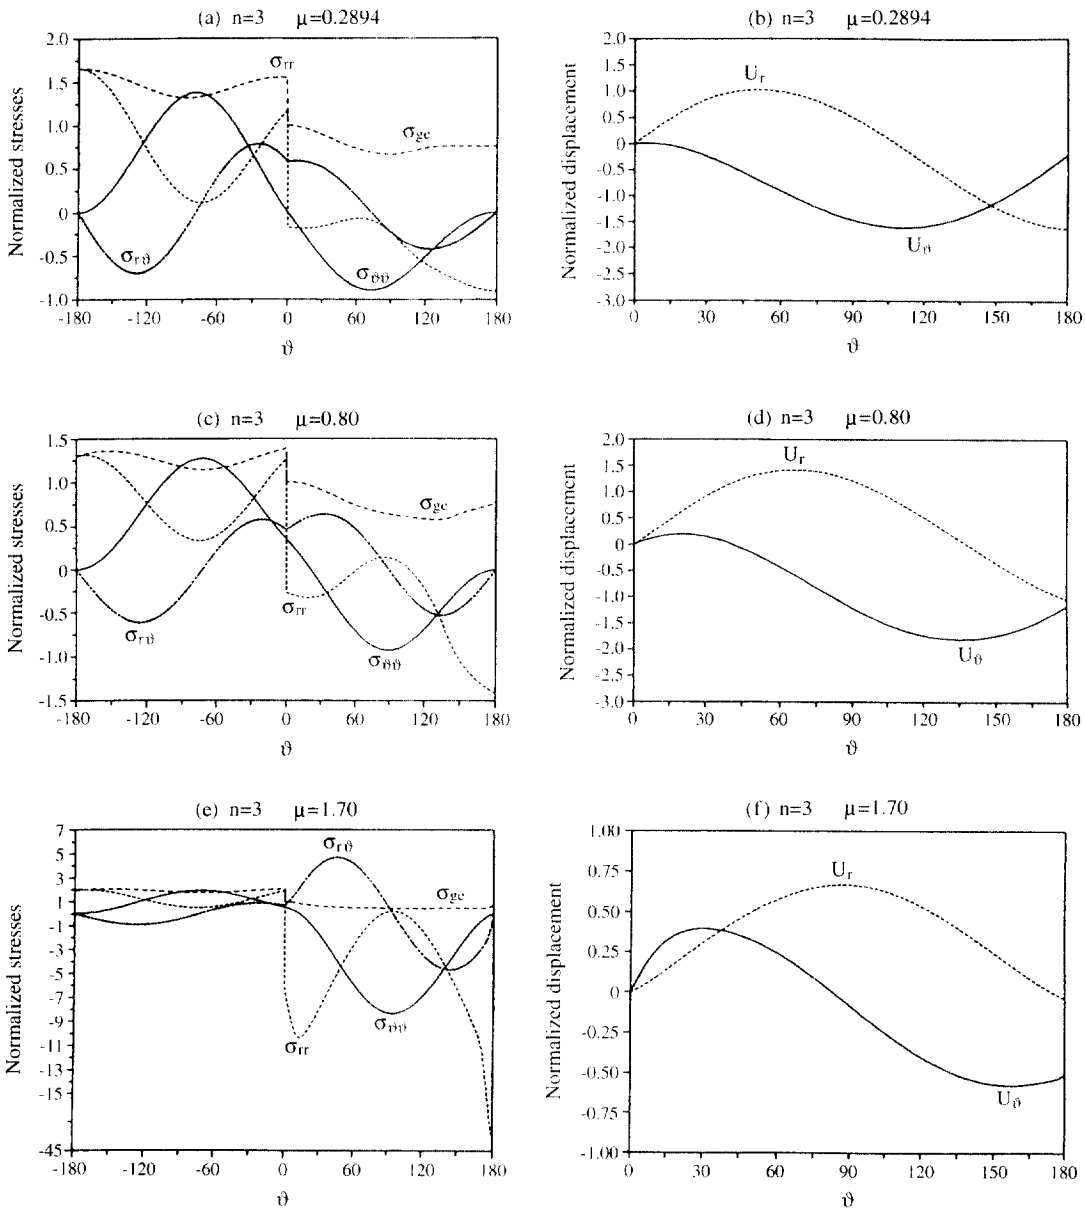 (a) n=3 μ=0.2894
Normalized stresses
2.0
1.5
1.0
0.5
0
-0.5
-1.0
-180 -120 -60 0 60 120 180
ϑ
σrr
σge
σrϑ
σϑϑ
(b) n=3 μ=0.2894
Normalized displacement
2.0
1.5
1.0
0.5
0
-0.5
-1.0
-1.5
-2.0
-2.5
-3.0
0 30 60 90 120 150 180
ϑ
Ur
Uϑ
(c) n=3 μ=0.80
Normalized stresses
1.5
1.0
0.5
0
-0.5
-1.0
-1.5
-180 -120 -60 0 60 120 180
ϑ
σge
σrr
σrϑ
σϑϑ
(d) n=3 μ=0.80
Normalized displacement
2.0
1.5
1.0
0.5
0
-0.5
-1.0
-1.5
-2.0
-2.5
-3.0
0 30 60 90 120 150 180
ϑ
Ur
Uϑ
(e) n=3 μ=1.70
Normalized stresses
7
5
3
1
-1
-3
-5
-7
-9
-11
-15
-45
-180 -120 -60 0 60 120 180
ϑ
σrϑ
σge
σϑϑ
σrr
(f) n=3 μ=1.70
Normalized displacement
1.00
0.75
0.50
0.25
0
-0.25
-0.50
-0.75
-1.00
0 30 60 90 120 150 180
ϑ
Ur
Uϑ